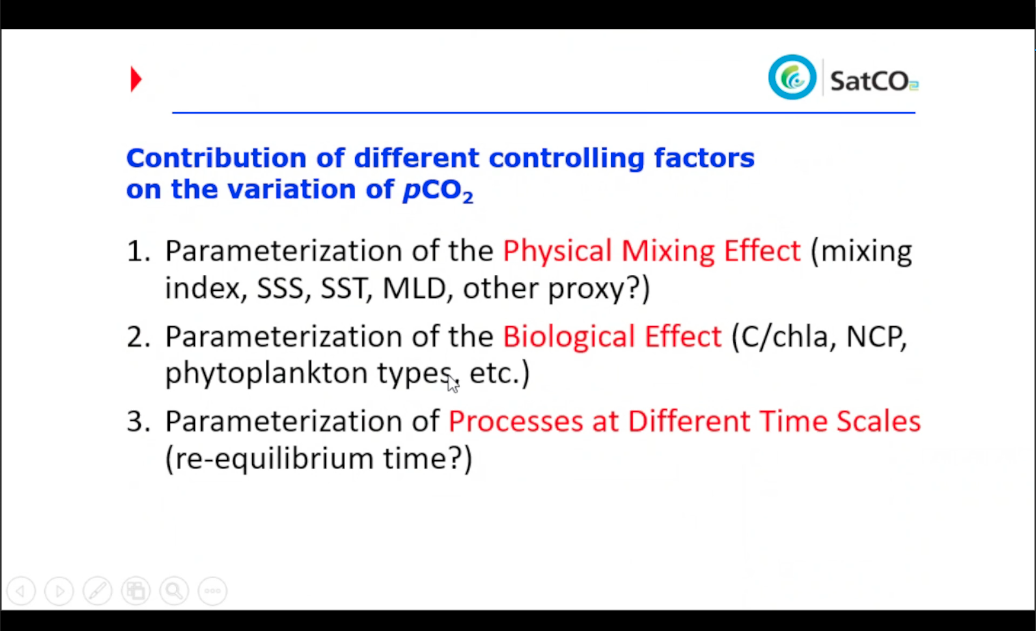 SatCO₂
Contribution of different controlling factors
on the variation of pCO₂
1. Parameterization of the Physical Mixing Effect (mixing
index, SSS, SST, MLD, other proxy?)
2. Parameterization of the Biological Effect (C/chla, NCP,
phytoplankton types, etc.)
3. Parameterization of Processes at Different Time Scales
(re-equilibrium time?)